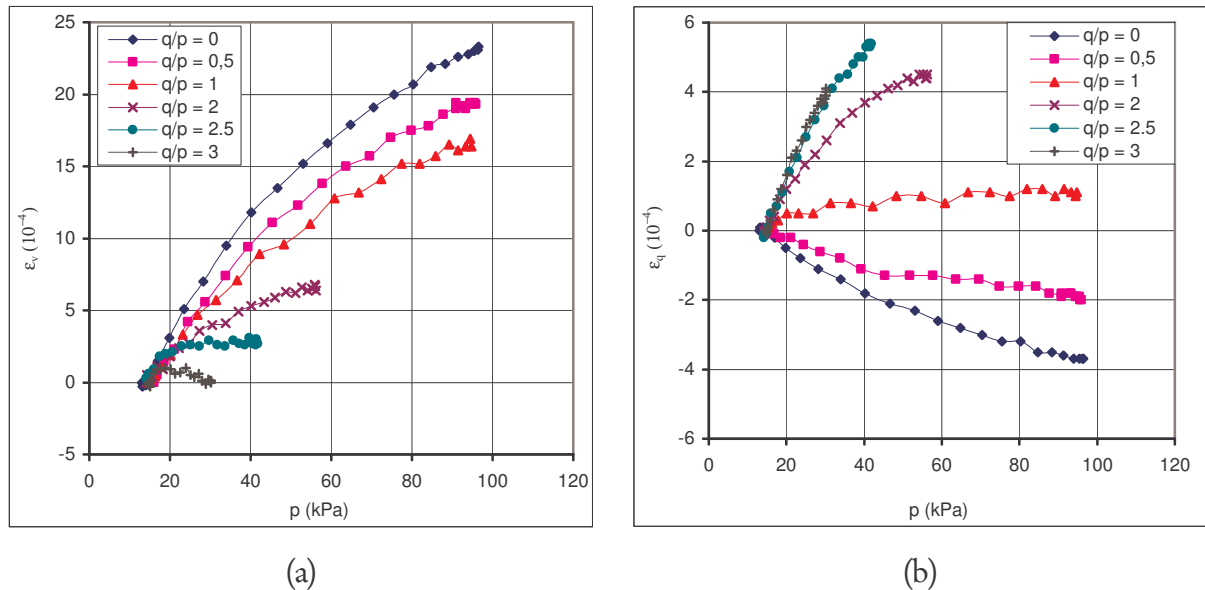 25
20
15
10
5
0
-5
0 20 40 60 80 100 120
εv (10⁻⁴)
p (kPa)
q/p = 0
q/p = 0,5
q/p = 1
q/p = 2
q/p = 2.5
q/p = 3
(a)
6
4
2
0
-2
-4
-6
0 20 40 60 80 100 120
εq (10⁻⁴)
p (kPa)
q/p = 0
q/p = 0,5
q/p = 1
q/p = 2
q/p = 2.5
q/p = 3
(b)